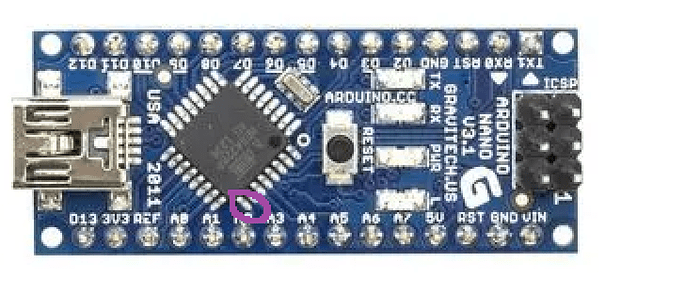 D12 D11 D10 D9 D8 D7 D6 D5 D4 D3 D2 GND RST RX0 TX1
ICSP
USA
2011
ARDUINO.CC
RESET
TX
RX
PWR
L
GRAVITECH.US
ARDUINO
NANO
V3.1
G
1
D13 3V3 REF A0 A1 A2 A3 A4 A5 A6 A7 5V RST GND VIN